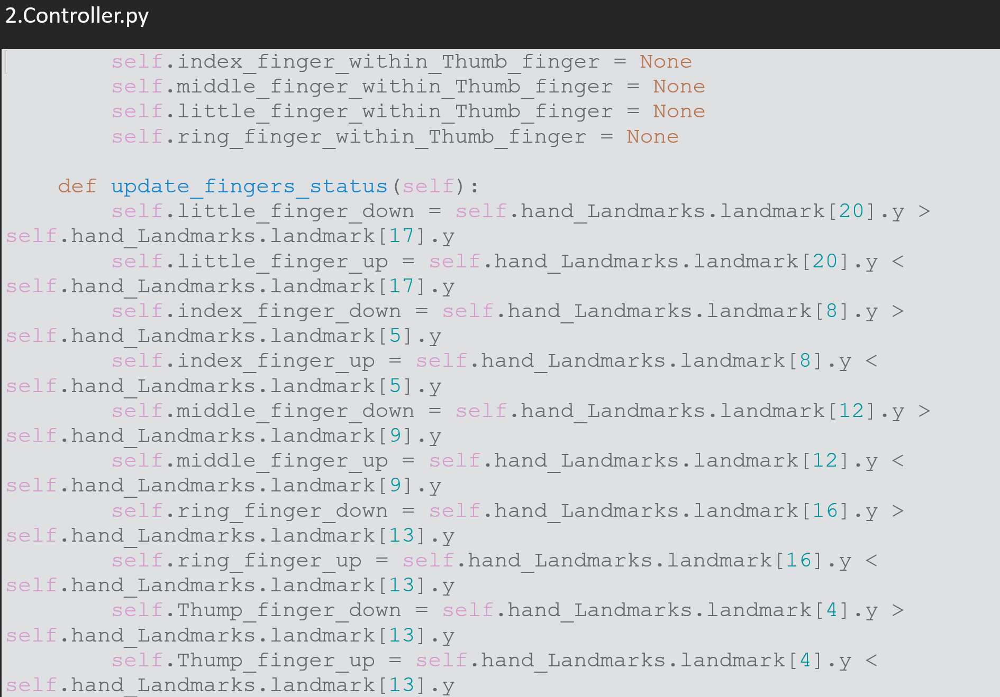 2.Controller.py
        self.index_finger_within_Thumb_finger = None
        self.middle_finger_within_Thumb_finger = None
        self.little_finger_within_Thumb_finger = None
        self.ring_finger_within_Thumb_finger = None
    def update_fingers_status(self):
        self.little_finger_down = self.hand_Landmarks.landmark[20].y >
self.hand_Landmarks.landmark[17].y
        self.little_finger_up = self.hand_Landmarks.landmark[20].y <
self.hand_Landmarks.landmark[17].y
        self.index_finger_down = self.hand_Landmarks.landmark[8].y >
self.hand_Landmarks.landmark[5].y
        self.index_finger_up = self.hand_Landmarks.landmark[8].y <
self.hand_Landmarks.landmark[5].y
        self.middle_finger_down = self.hand_Landmarks.landmark[12].y >
self.hand_Landmarks.landmark[9].y
        self.middle_finger_up = self.hand_Landmarks.landmark[12].y <
self.hand_Landmarks.landmark[9].y
        self.ring_finger_down = self.hand_Landmarks.landmark[16].y >
self.hand_Landmarks.landmark[13].y
        self.ring_finger_up = self.hand_Landmarks.landmark[16].y <
self.hand_Landmarks.landmark[13].y
        self.Thump_finger_down = self.hand_Landmarks.landmark[4].y >
self.hand_Landmarks.landmark[13].y
        self.Thump_finger_up = self.hand_Landmarks.landmark[4].y <
self.hand_Landmarks.landmark[13].y